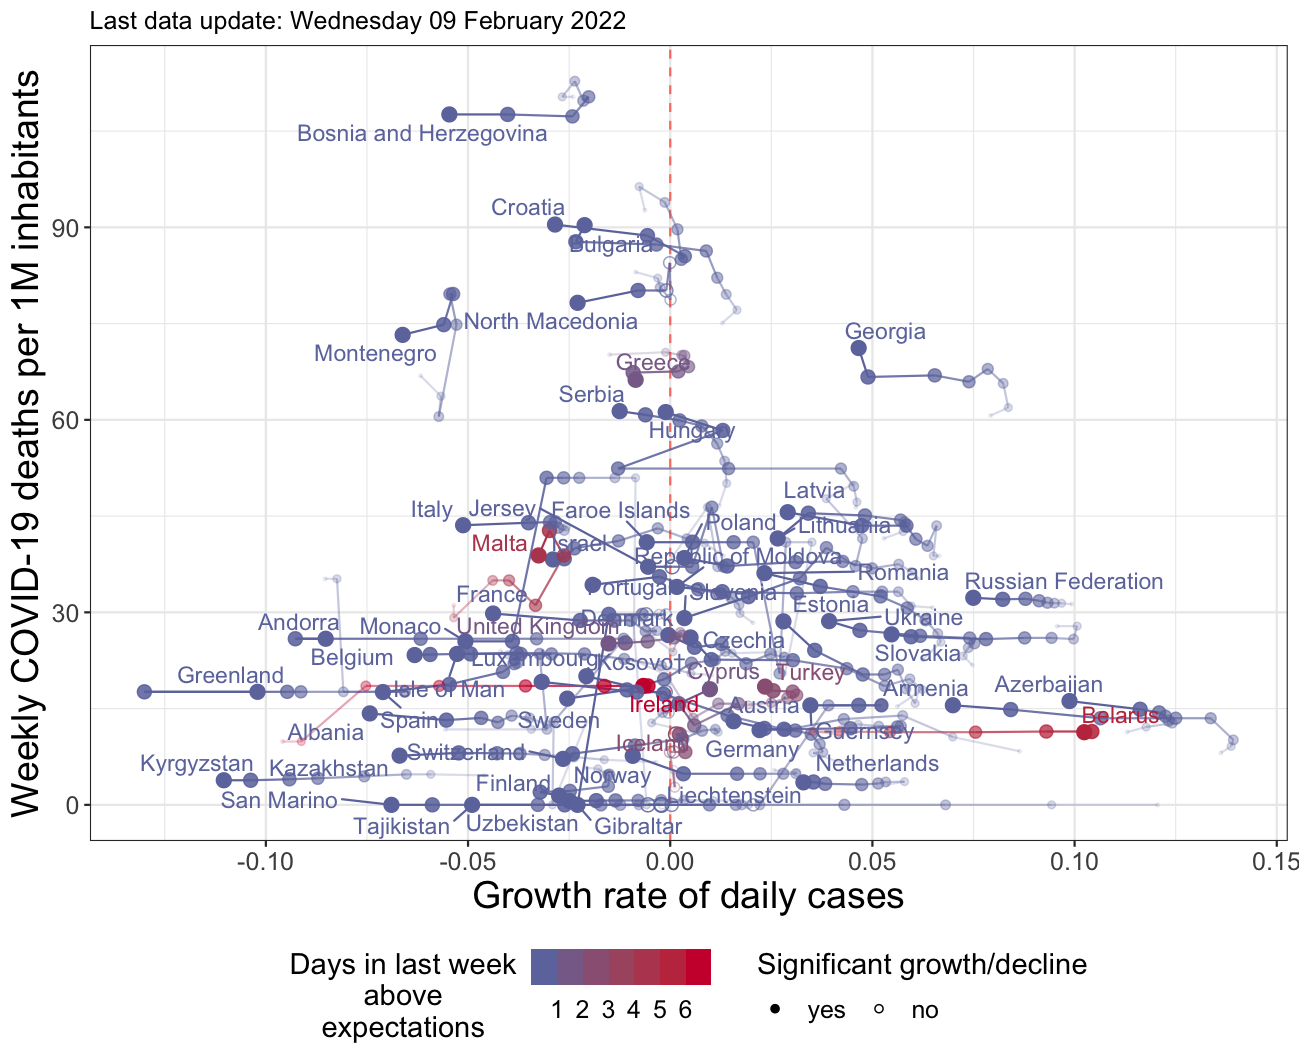 Last data update: Wednesday 09 February 2022
Weekly COVID-19 deaths per 1M inhabitants
Bosnia and Herzegovina
Croatia
90
Bulgaria
North Macedonia
Georgia
Montenegro
Greece
Serbia
60
Hungary
Latvia
Italy
Jersey
Faroe Islands
Poland
Lithuania
Malta
Israel
Republic of Moldova
Romania
Portugal
Slovenia
Russian Federation
France
30
Andorra
Monaco
United Kingdom
Denmark
Estonia
Ukraine
Czechia
Belgium
Luxembourg
Kosovo†
Slovakia
Greenland
Isle of Man
Cyprus
Turkey
Armenia
Azerbaijan
Ireland
Austria
Belarus
Albania
Spain
Sweden
Guernsey
Iceland
Germany
Switzerland
Kyrgyzstan
Kazakhstan
Finland
Norway
Netherlands
0
San Marino
Liechtenstein
Tajikistan
Uzbekistan
Gibraltar
-0.10
-0.05
0.00
0.05
0.10
0.15
Growth rate of daily cases
Days in last week
above
expectations
1 2 3 4 5 6
Significant growth/decline
yes
no